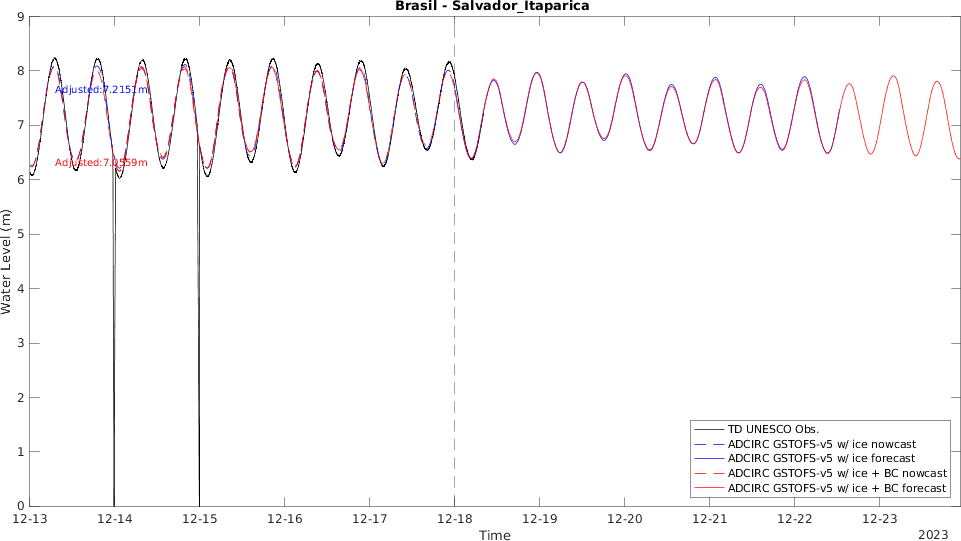 Brasil - Salvador_Itaparica
9
8
7
6
5
4
3
2
1
0
Water Level (m)
Adjusted:7.2151m
TD UNESCO Obs.
ADCIRC GSTOFS-v5 w/ ice nowcast
ADCIRC GSTOFS-v5 w/ ice forecast
ADCIRC GSTOFS-v5 w/ ice + BC nowcast
ADCIRC GSTOFS-v5 w/ ice + BC forecast
12-13 12-14 12-15 12-16 12-17 12-18 12-19 12-20 12-21 12-22 12-23
Time
2023